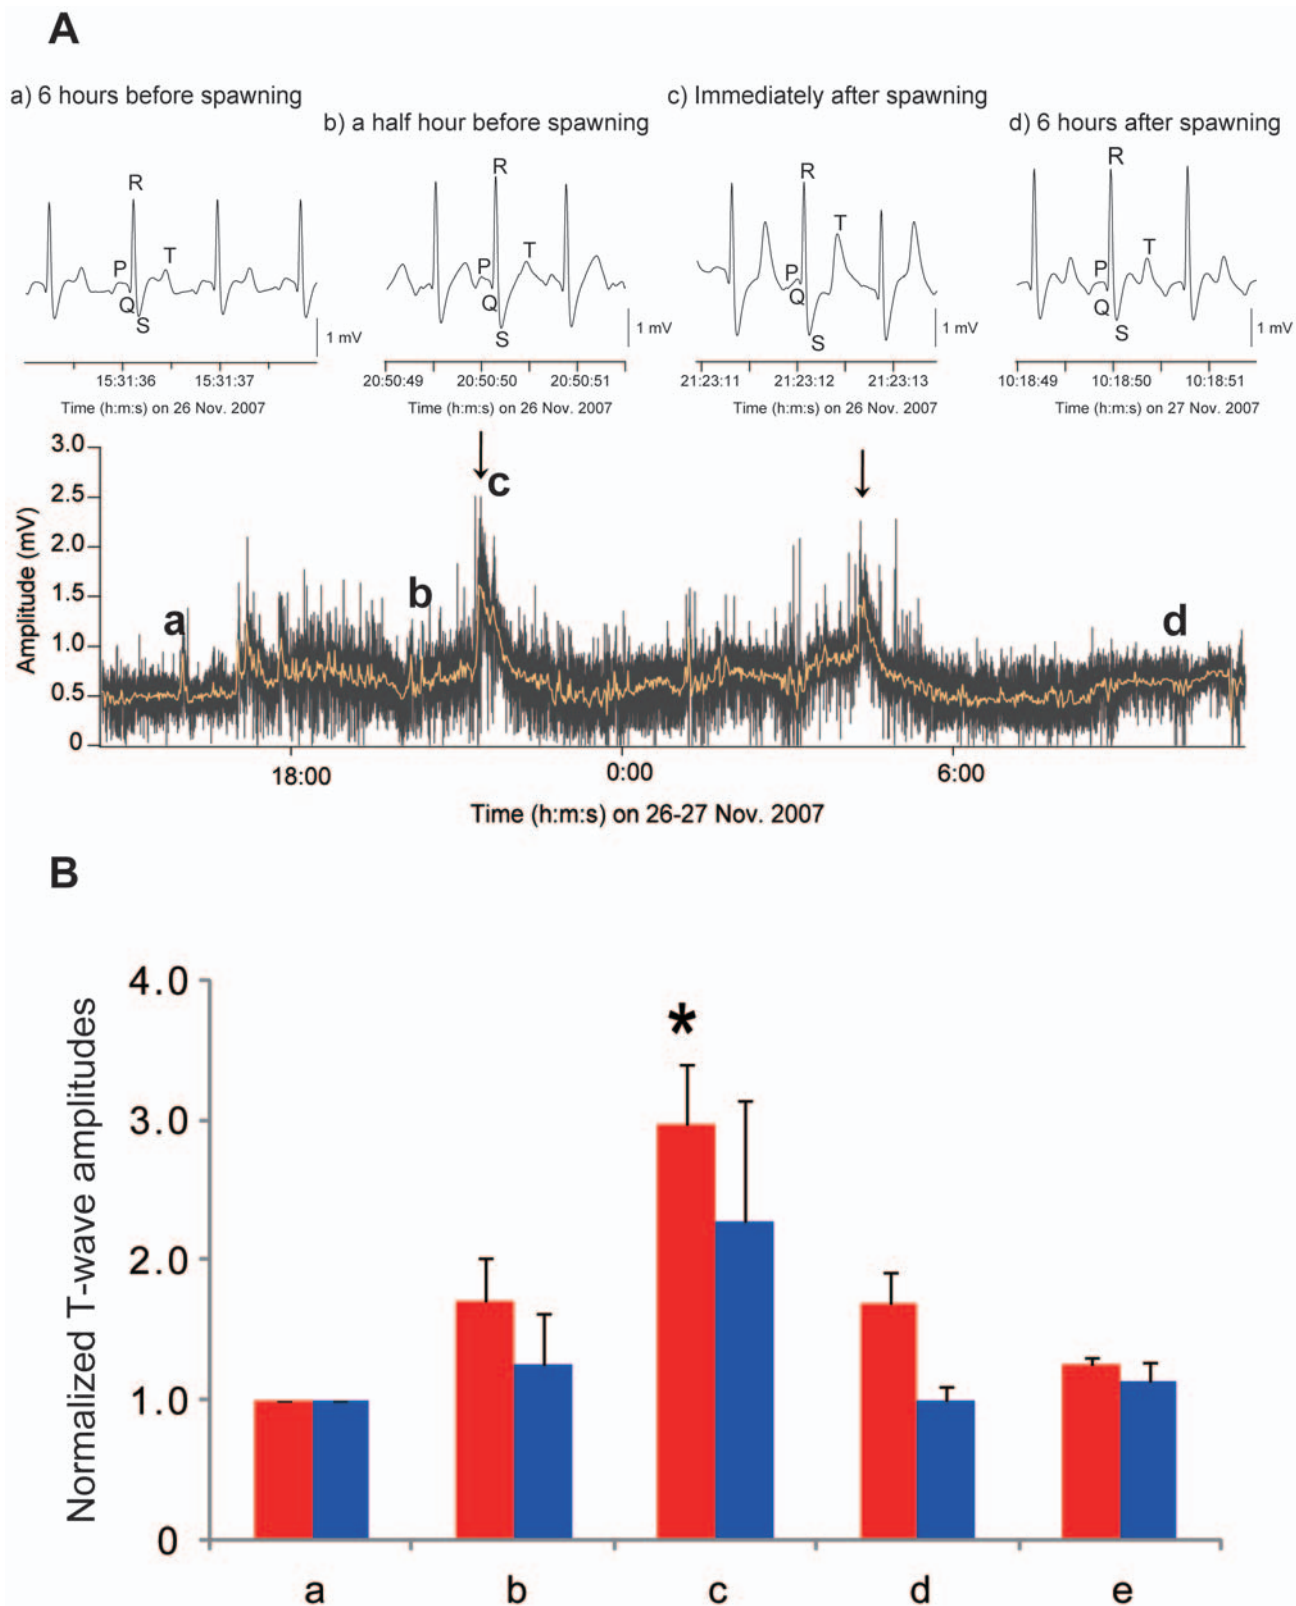 A
a) 6 hours before spawning
b) a half hour before spawning
c) Immediately after spawning
d) 6 hours after spawning
R
P
T
Q
S
1 mV
15:31:36 15:31:37
Time (h:m:s) on 26 Nov. 2007
R
P
T
Q
S
1 mV
20:50:49 20:50:50 20:50:51
Time (h:m:s) on 26 Nov. 2007
R
T
P
Q
S
1 mV
21:23:11 21:23:12 21:23:13
Time (h:m:s) on 26 Nov. 2007
R
T
P
Q
S
1 mV
10:18:49 10:18:50 10:18:51
Time (h:m:s) on 27 Nov. 2007
Amplitude (mV)
3.0
2.5
2.0
1.5
1.0
0.5
0
a
b
c
d
18:00 0:00 6:00
Time (h:m:s) on 26-27 Nov. 2007
B
Normalized T-wave amplitudes
4.0
3.0
2.0
1.0
0
*
a b c d e